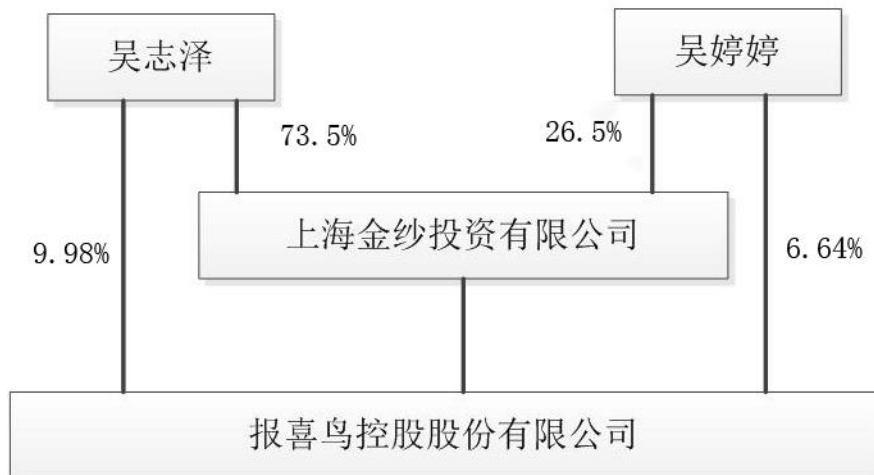 吴志泽
吴婷婷
73.5%
26.5%
上海金纱投资有限公司
9.98%
6.64%
报喜鸟控股股份有限公司